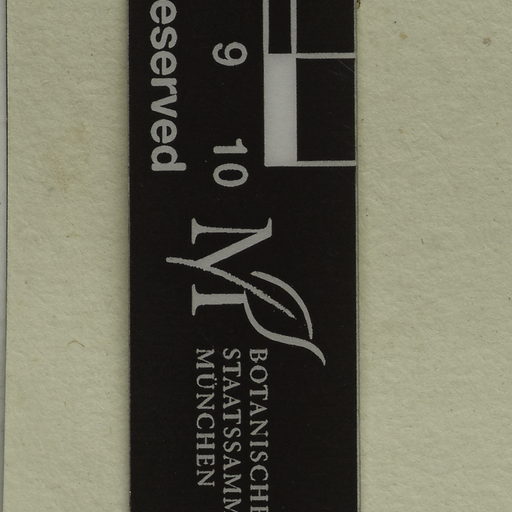 eserved
9 10
M
BOTANISCHE
STAATSSAMM
MÜNCHEN